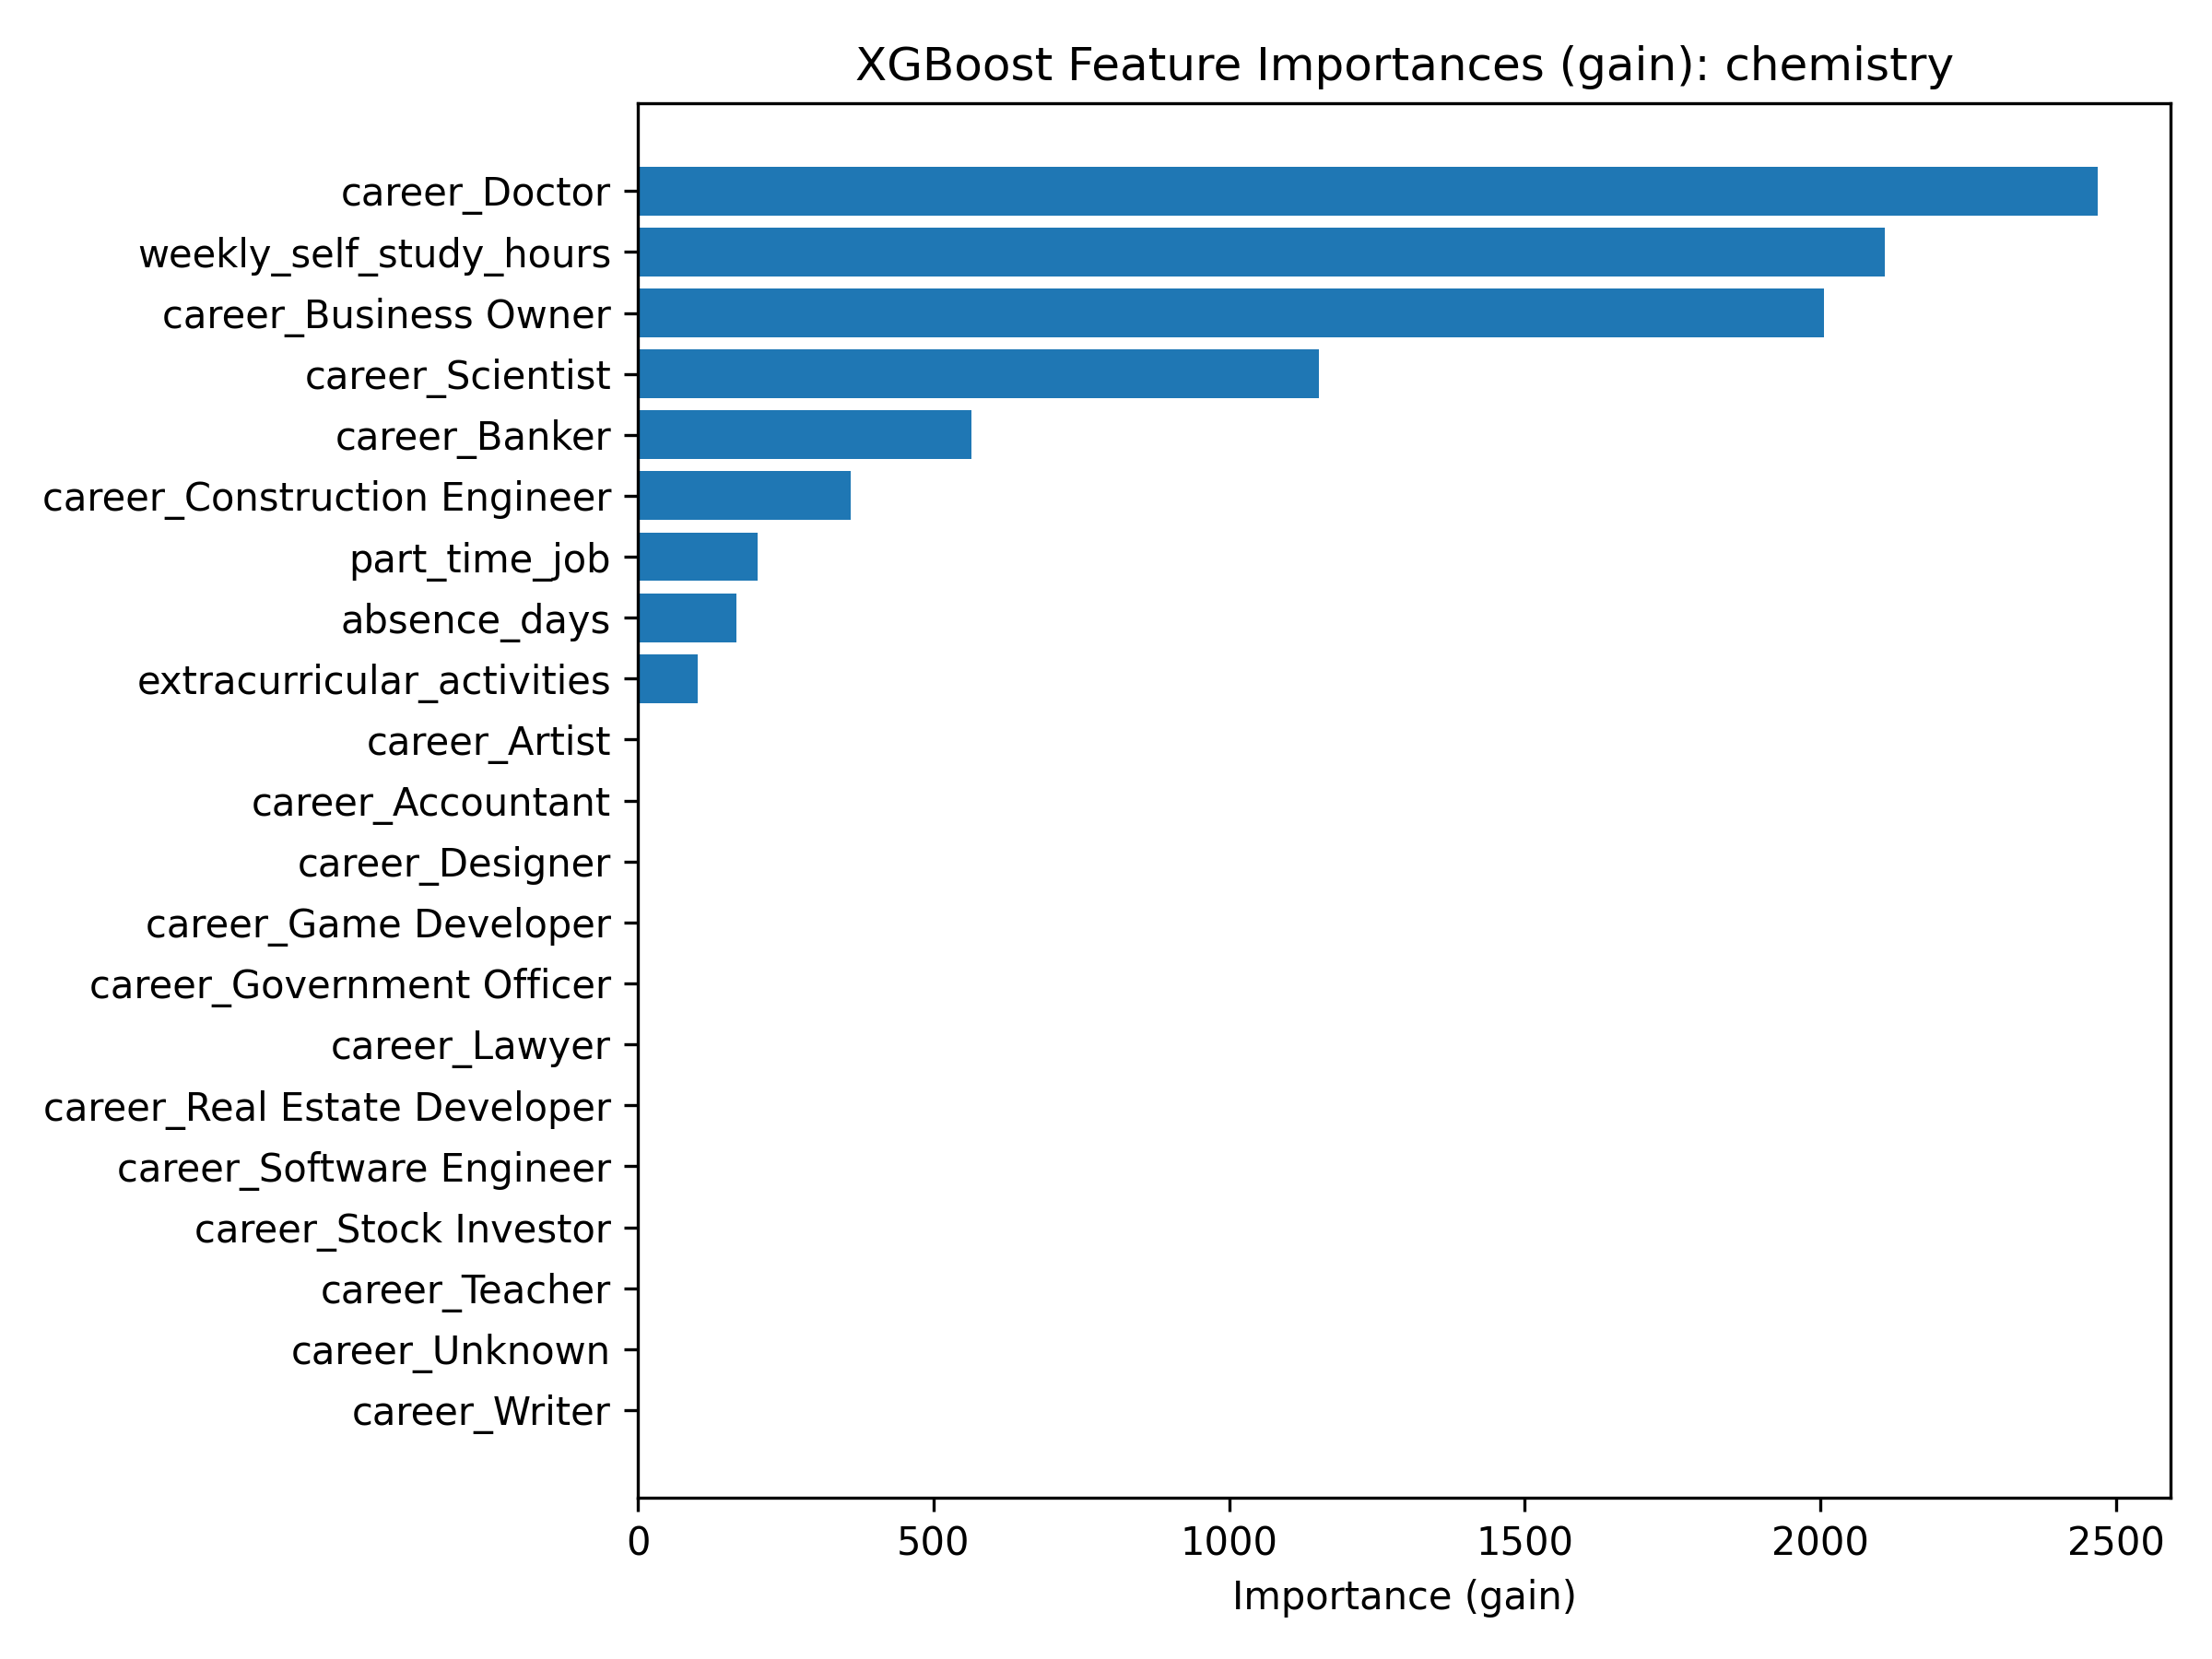 XGBoost Feature Importances (gain): chemistry
career_Doctor
weekly_self_study_hours
career_Business Owner
career_Scientist
career_Banker
career_Construction Engineer
part_time_job
absence_days
extracurricular_activities
career_Artist
career_Accountant
career_Designer
career_Game Developer
career_Government Officer
career_Lawyer
career_Real Estate Developer
career_Software Engineer
career_Stock Investor
career_Teacher
career_Unknown
career_Writer
0 500 1000 1500 2000 2500
Importance (gain)